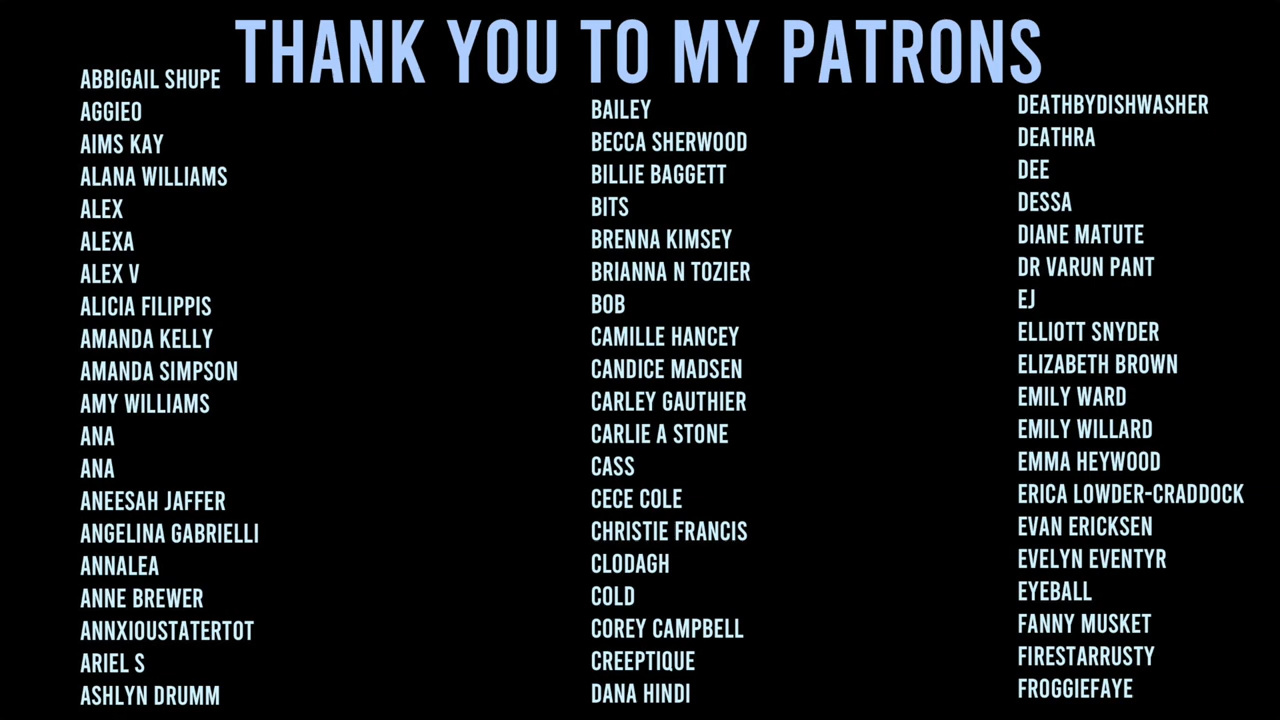 THANK YOU TO MY PATRONS
ABBIGAIL SHUPE
AGGIEO
AIMS KAY
ALANA WILLIAMS
ALEX
ALEXA
ALEX V
ALICIA FILIPPIS
AMANDA KELLY
AMANDA SIMPSON
AMY WILLIAMS
ANA
ANA
ANEESAH JAFFER
ANGELINA GABRIELLI
ANNALEA
ANNE BREWER
ANNXIOUSTATERTOT
ARIEL S
ASHLYN DRUMM
BAILEY
BECCA SHERWOOD
BILLIE BAGGETT
BITS
BRENNA KIMSEY
BRIANNA N TOZIER
BOB
CAMILLE HANCEY
CANDICE MADSEN
CARLEY GAUTHIER
CARLIE A STONE
CASS
CECE COLE
CHRISTIE FRANCIS
CLODAGH
COLD
COREY CAMPBELL
CREEPTIQUE
DANA HINDI
DEATHBYDISHWASHER
DEATHRA
DEE
DESSA
DIANE MATUTE
DR VARUN PANT
EJ
ELLIOTT SNYDER
ELIZABETH BROWN
EMILY WARD
EMILY WILLARD
EMMA HEYWOOD
ERICA LOWDER-CRADDOCK
EVAN ERICKSEN
EVELYN EVENTYR
EYEBALL
FANNY MUSKET
FIRESTARRUSTY
FROGGIEFAYE